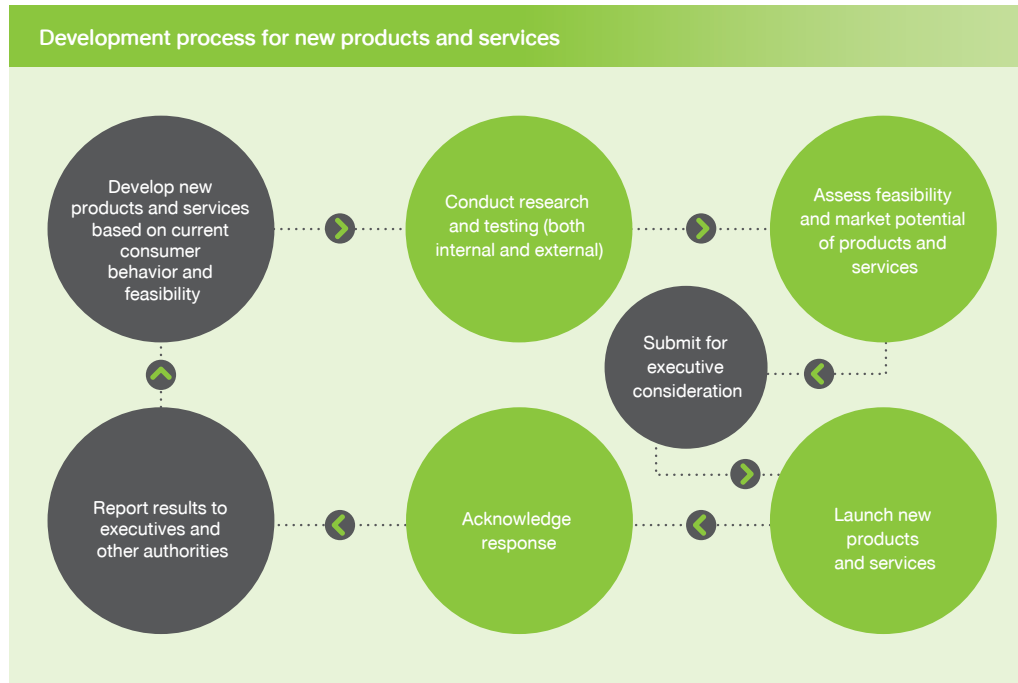 Development process for new products and services
Develop new
products and services
based on current
consumer
behavior and
feasibility
Conduct research
and testing (both
internal and external)
Assess feasibility
and market potential
of products and
services
Submit for
executive
consideration
Launch new
products
and services
Acknowledge
response
Report results to
executives and
other authorities